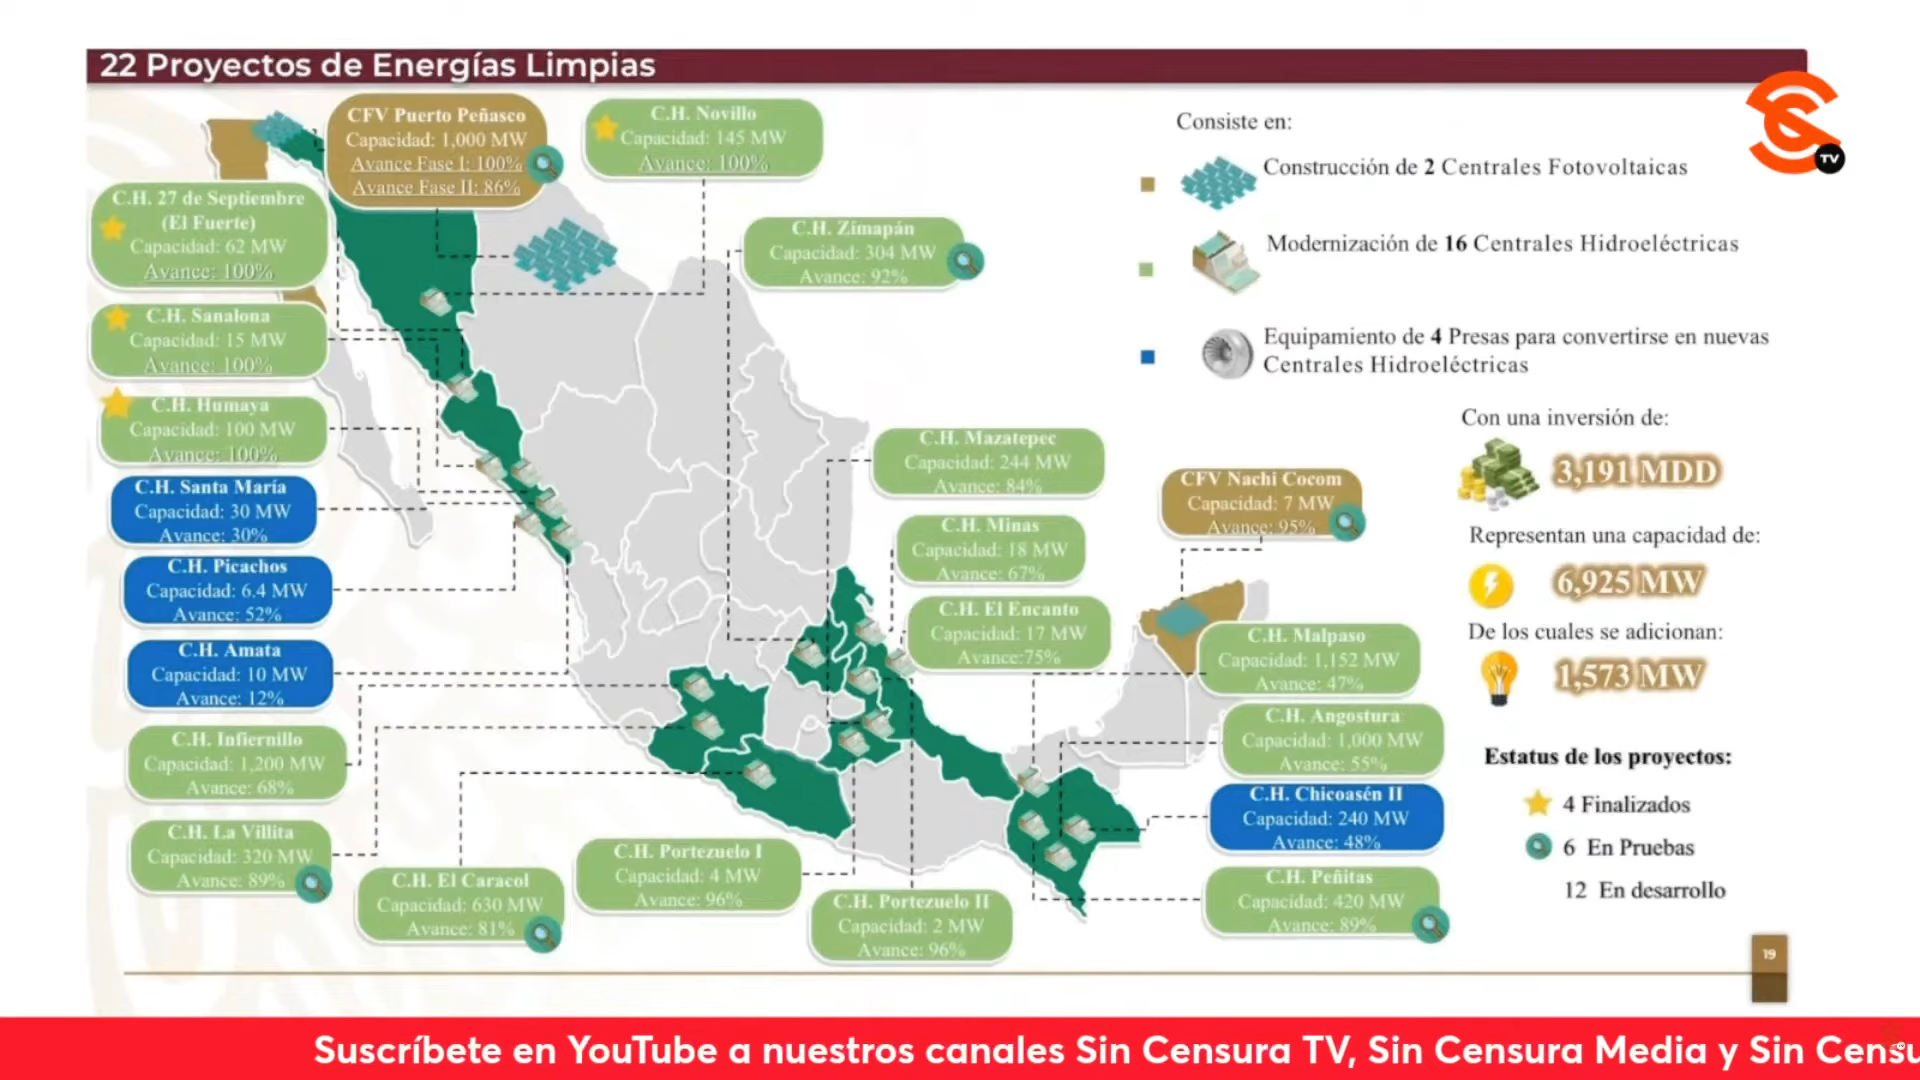 22 Proyectos de Energías Limpias
CFV Puerto Peñasco
Capacidad: 1,000 MW
Avance Fase I: 100%
Avance Fase II: 86%
C.H. Novillo
Capacidad: 145 MW
Avance: 100%
C.H. 27 de Septiembre
(El Fuerte)
Capacidad: 62 MW
Avance: 100%
C.H. Zimapán
Capacidad: 304 MW
Avance: 92%
C.H. Sanalona
Capacidad: 15 MW
Avance: 100%
C.H. Humaya
Capacidad: 100 MW
Avance: 100%
C.H. Santa María
Capacidad: 30 MW
Avance: 30%
C.H. Picachos
Capacidad: 6.4 MW
Avance: 52%
C.H. Amata
Capacidad: 10 MW
Avance: 12%
C.H. Infiernillo
Capacidad: 1,200 MW
Avance: 68%
C.H. La Villita
Capacidad: 320 MW
Avance: 89%
C.H. El Caracol
Capacidad: 630 MW
Avance: 81%
C.H. Portezuelo I
Capacidad: 4 MW
Avance: 96%
C.H. Portezuelo II
Capacidad: 2 MW
Avance: 96%
C.H. Mazatepec
Capacidad: 244 MW
Avance: 84%
C.H. Minas
Capacidad: 18 MW
Avance: 67%
C.H. El Encanto
Capacidad: 17 MW
Avance:75%
CFV Nachi Cocom
Capacidad: 7 MW
Avance: 95%
C.H. Malpaso
Capacidad: 1,152 MW
Avance: 47%
C.H. Angostura
Capacidad: 1,000 MW
Avance: 55%
C.H. Chicoasén II
Capacidad: 240 MW
Avance: 48%
C.H. Peñitas
Capacidad: 420 MW
Avance: 89%
Consiste en:
Construcción de 2 Centrales Fotovoltaicas
Modernización de 16 Centrales Hidroeléctricas
Equipamiento de 4 Presas para convertirse en nuevas
Centrales Hidroeléctricas
Con una inversión de:
3,191 MDD
Representan una capacidad de:
6,925 MW
De los cuales se adicionan:
1,573 MW
Estatus de los proyectos:
4 Finalizados
6 En Pruebas
12 En desarrollo
19
TV
Suscríbete en YouTube a nuestros canales Sin Censura TV, Sin Censura Media y Sin Censu